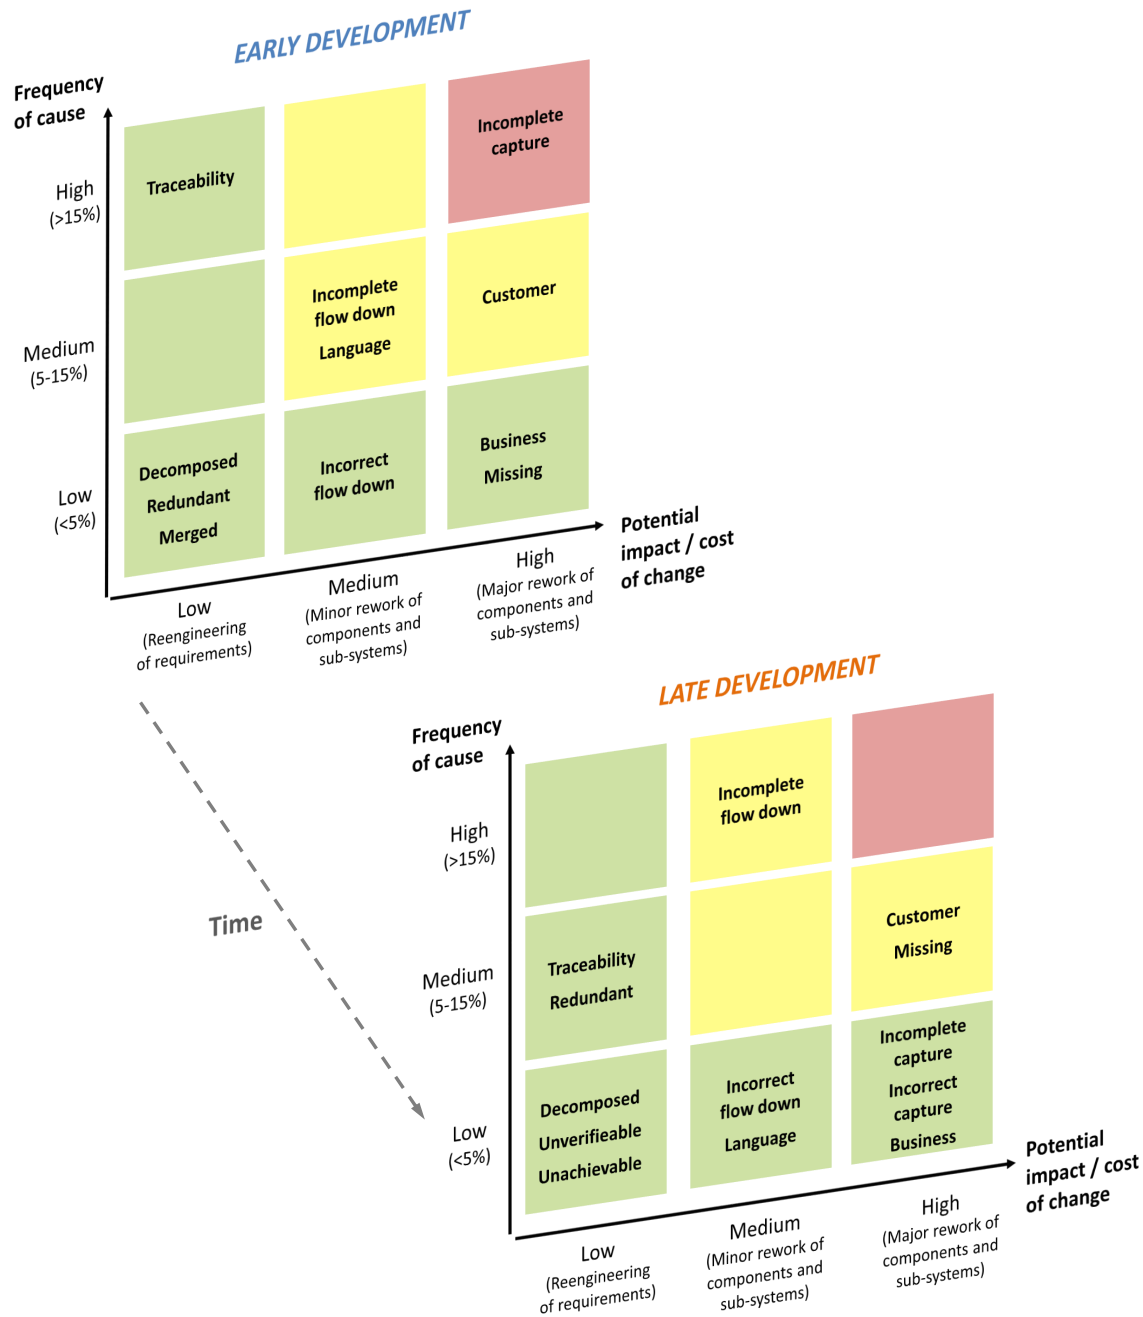 EARLY DEVELOPMENT
Frequency
of cause
High
(>15%)
Medium
(5-15%)
Low
(<5%)
Traceability
Incomplete
capture
Incomplete
flow down
Language
Customer
Decomposed
Redundant
Merged
Incorrect
flow down
Business
Missing
Potential
impact / cost
of change
Low
(Reengineering
of requirements)
Medium
(Minor rework of
components and
sub-systems)
High
(Major rework of
components and
sub-systems)
Time
LATE DEVELOPMENT
Frequency
of cause
High
(>15%)
Medium
(5-15%)
Low
(<5%)
Incomplete
flow down
Traceability
Redundant
Customer
Missing
Decomposed
Unverifieable
Unachievable
Incorrect
flow down
Language
Incomplete
capture
Incorrect
capture
Business
Potential
impact / cost
of change
Low
(Reengineering
of requirements)
Medium
(Minor rework of
components and
sub-systems)
High
(Major rework of
components and
sub-systems)